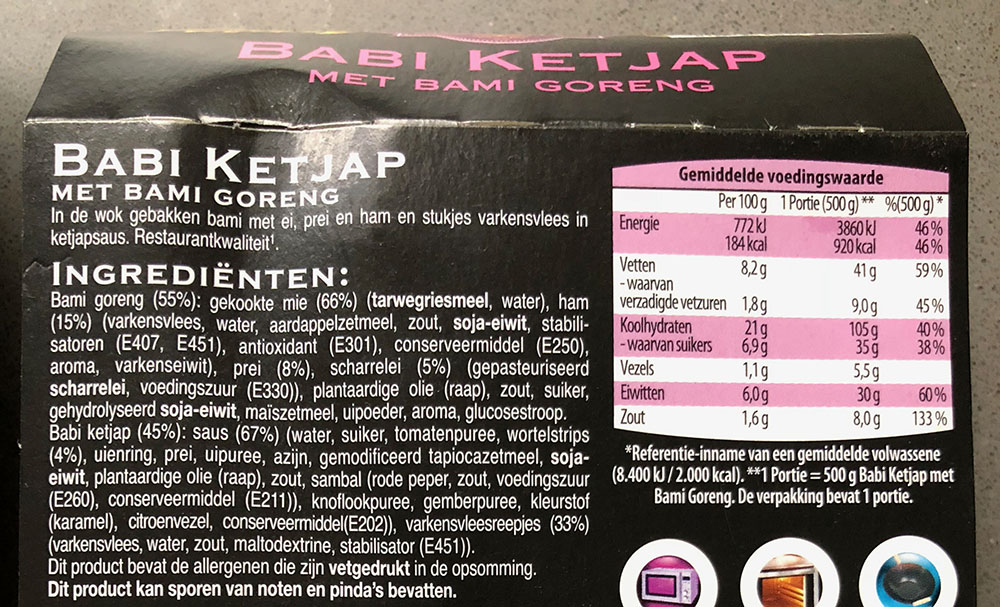 BABI KETJAP
MET BAMI GORENG
BABI KETJAP
MET BAMI GORENG
In de wok gebakken bami met ei, prei en ham en stukjes varkensvlees in
ketjapsaus. Restaurantkwaliteit¹.
INGREDIËNTEN:
Bami goreng (55%): gekookte mie (66%) (tarwegriesmeel, water), ham
(15%) (varkensvlees, water, aardappelzetmeel, zout, soja-eiwit, stabili-
satoren (E407, E451), antioxidant (E301), conserveermiddel (E250),
aroma, varkenseiwit), prei (8%), scharrelei (5%) (gepasteuriseerd
scharrelei, voedingszuur (E330)), plantaardige olie (raap), zout, suiker,
gehydrolyseerd soja-eiwit, maïszetmeel, uipoeder, aroma, glucosestroop.
Babi ketjap (45%): saus (67%) (water, suiker, tomatenpuree, wortelstrips
(4%), uienring, prei, uipuree, azijn, gemodificeerd tapiocazetmeel, soja-
eiwit, plantaardige olie (raap), zout, sambal (rode peper, zout, voedingszuur
(E260), conserveermiddel (E211)), knoflookpuree, gemberpuree, kleurstof
(karamel), citroenvezel, conserveermiddel(E202)), varkensvleesreepjes (33%)
(varkensvlees, water, zout, maltodextrine, stabilisator (E451)).
Dit product bevat de allergenen die zijn vetgedrukt in de opsomming.
Dit product kan sporen van noten en pinda's bevatten.
Gemiddelde voedingswaarde
Per 100 g 1 Portie (500 g) ** %(500 g) *
Energie 772 kJ 3860 kJ 46 %
184 kcal 920 kcal 46 %
Vetten 8,2 g 41 g 59 %
- waarvan
verzadigde vetzuren 1,8 g 9,0 g 45 %
Koolhydraten 21 g 105 g 40 %
- waarvan suikers 6,9 g 35 g 38 %
Vezels 1,1 g 5,5 g
Eiwitten 6,0 g 30 g 60 %
Zout 1,6 g 8,0 g 133 %
*Referentie-inname van een gemiddelde volwassene
(8.400 kJ / 2.000 kcal). **1 Portie = 500 g Babi Ketjap met
Bami Goreng. De verpakking bevat 1 portie.